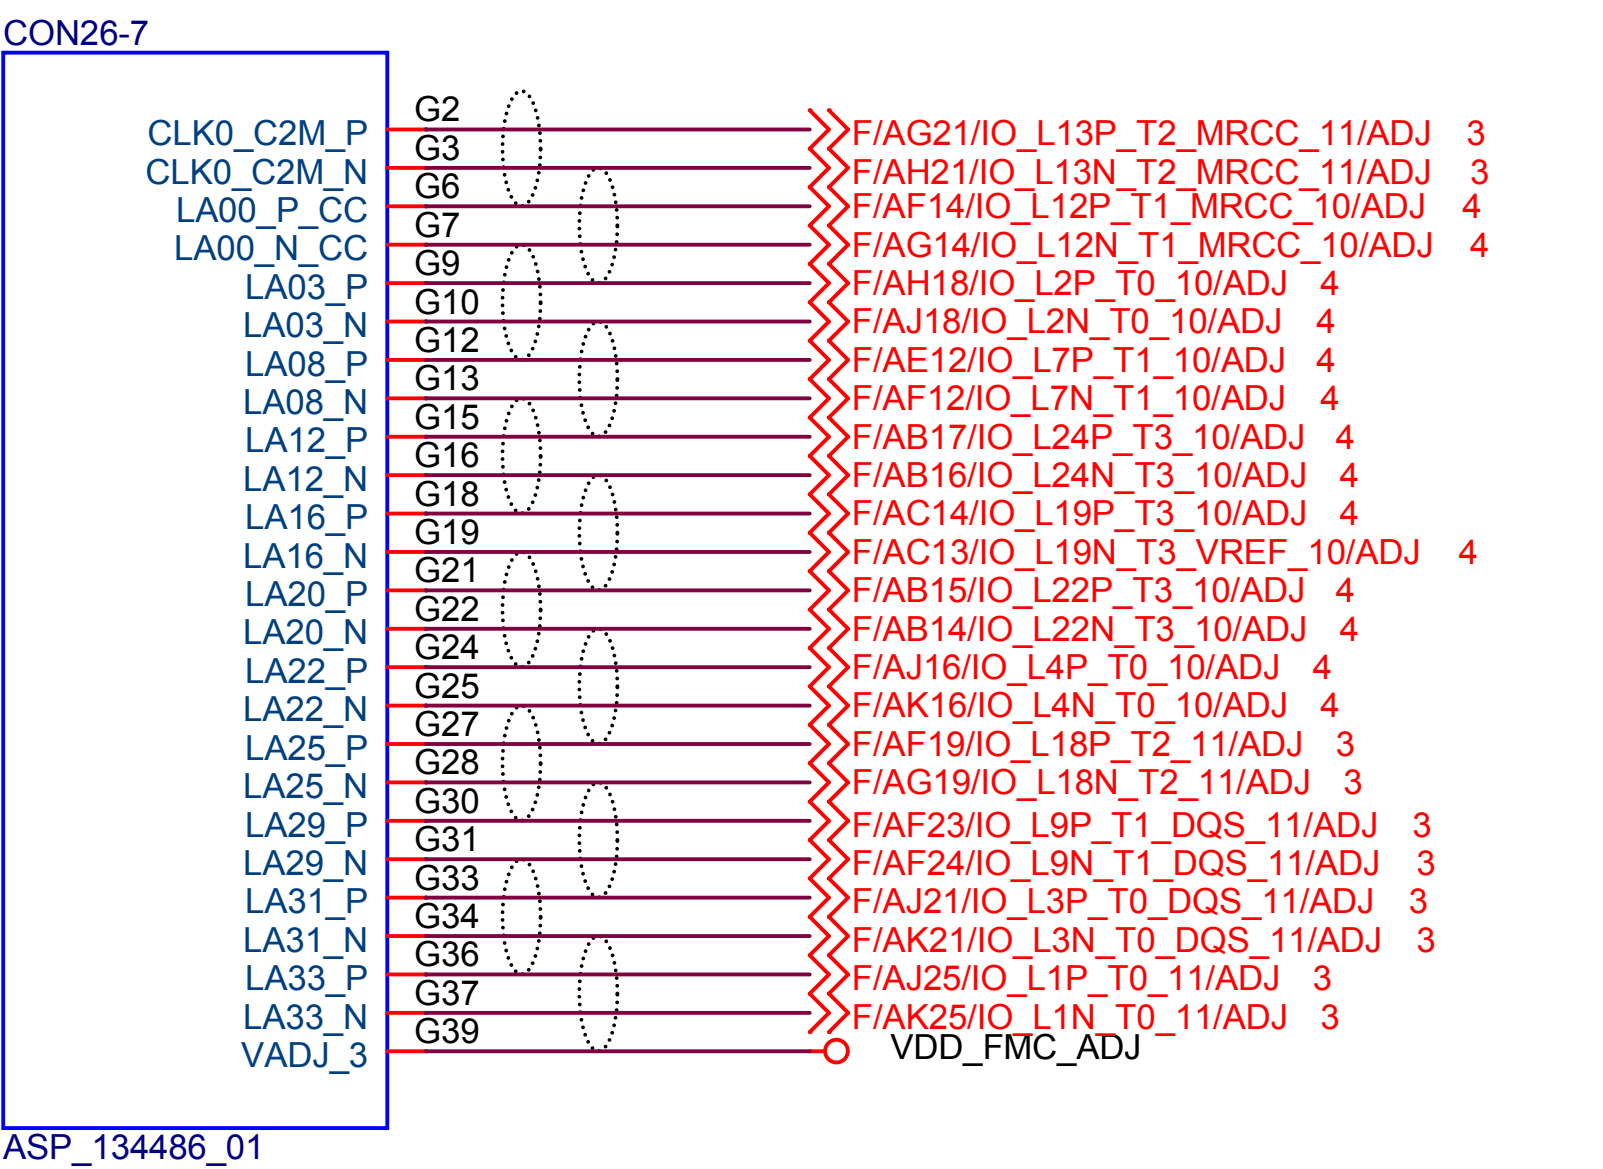 CON26-7
CLK0_C2M_P G2 F/AG21/IO_L13P_T2_MRCC_11/ADJ 3
CLK0_C2M_N G3 F/AH21/IO_L13N_T2_MRCC_11/ADJ 3
LA00_P_CC G6 F/AF14/IO_L12P_T1_MRCC_10/ADJ 4
LA00_N_CC G7 F/AG14/IO_L12N_T1_MRCC_10/ADJ 4
LA03_P G9 F/AH18/IO_L2P_T0_10/ADJ 4
LA03_N G10 F/AJ18/IO_L2N_T0_10/ADJ 4
LA08_P G12 F/AE12/IO_L7P_T1_10/ADJ 4
LA08_N G13 F/AF12/IO_L7N_T1_10/ADJ 4
LA12_P G15 F/AB17/IO_L24P_T3_10/ADJ 4
LA12_N G16 F/AB16/IO_L24N_T3_10/ADJ 4
LA16_P G18 F/AC14/IO_L19P_T3_10/ADJ 4
LA16_N G19 F/AC13/IO_L19N_T3_VREF_10/ADJ 4
LA20_P G21 F/AB15/IO_L22P_T3_10/ADJ 4
LA20_N G22 F/AB14/IO_L22N_T3_10/ADJ 4
LA22_P G24 F/AJ16/IO_L4P_T0_10/ADJ 4
LA22_N G25 F/AK16/IO_L4N_T0_10/ADJ 4
LA25_P G27 F/AF19/IO_L18P_T2_11/ADJ 3
LA25_N G28 F/AG19/IO_L18N_T2_11/ADJ 3
LA29_P G30 F/AF23/IO_L9P_T1_DQS_11/ADJ 3
LA29_N G31 F/AF24/IO_L9N_T1_DQS_11/ADJ 3
LA31_P G33 F/AJ21/IO_L3P_T0_DQS_11/ADJ 3
LA31_N G34 F/AK21/IO_L3N_T0_DQS_11/ADJ 3
LA33_P G36 F/AJ25/IO_L1P_T0_11/ADJ 3
LA33_N G37 F/AK25/IO_L1N_T0_11/ADJ 3
VADJ_3 G39 VDD_FMC_ADJ
ASP_134486_01